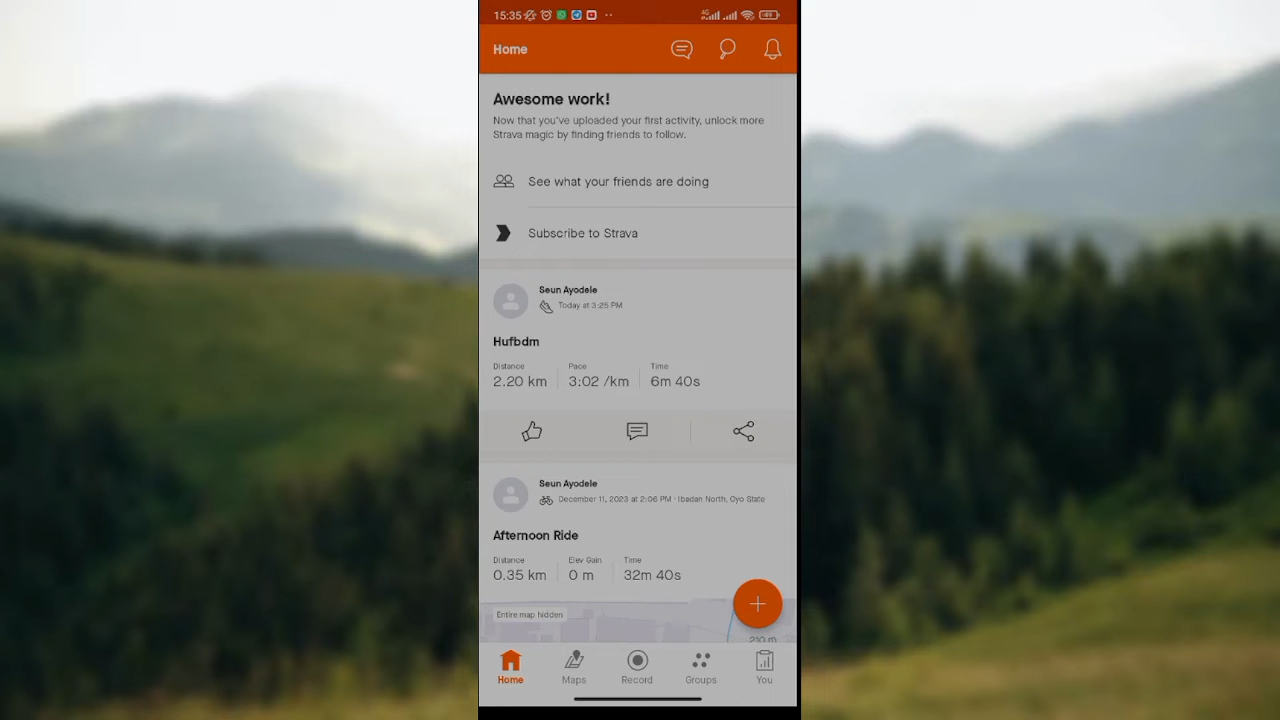 15:35
4G
49
Home
Awesome work!
Now that you've uploaded your first activity, unlock more
Strava magic by finding friends to follow.
See what your friends are doing
Subscribe to Strava
Seun Ayodele
Today at 3:25 PM
Hufbdm
Distance Pace Time
2.20 km 3:02 /km 6m 40s
Seun Ayodele
December 11, 2023 at 2:06 PM · Ibadan North, Oyo State
Afternoon Ride
Distance Elev Gain Time
0.35 km 0 m 32m 40s
Entire map hidden
210 m
Home Maps Record Groups You